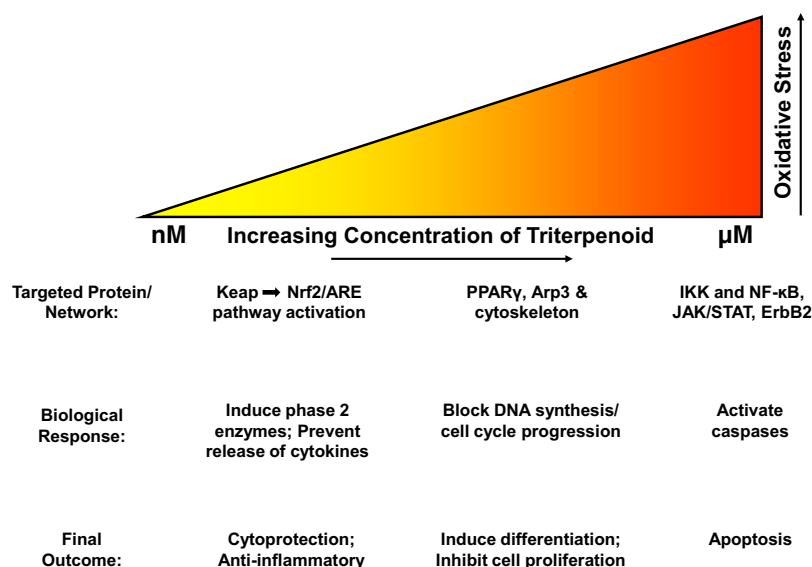 Oxidative Stress
nM
Increasing Concentration of Triterpenoid
μM
Targeted Protein/
Network:
Keap ➡ Nrf2/ARE
pathway activation
PPARγ, Arp3 &
cytoskeleton
IKK and NF-κB,
JAK/STAT, ErbB2
Biological
Response:
Induce phase 2
enzymes; Prevent
release of cytokines
Block DNA synthesis/
cell cycle progression
Activate
caspases
Final
Outcome:
Cytoprotection;
Anti-inflammatory
Induce differentiation;
Inhibit cell proliferation
Apoptosis